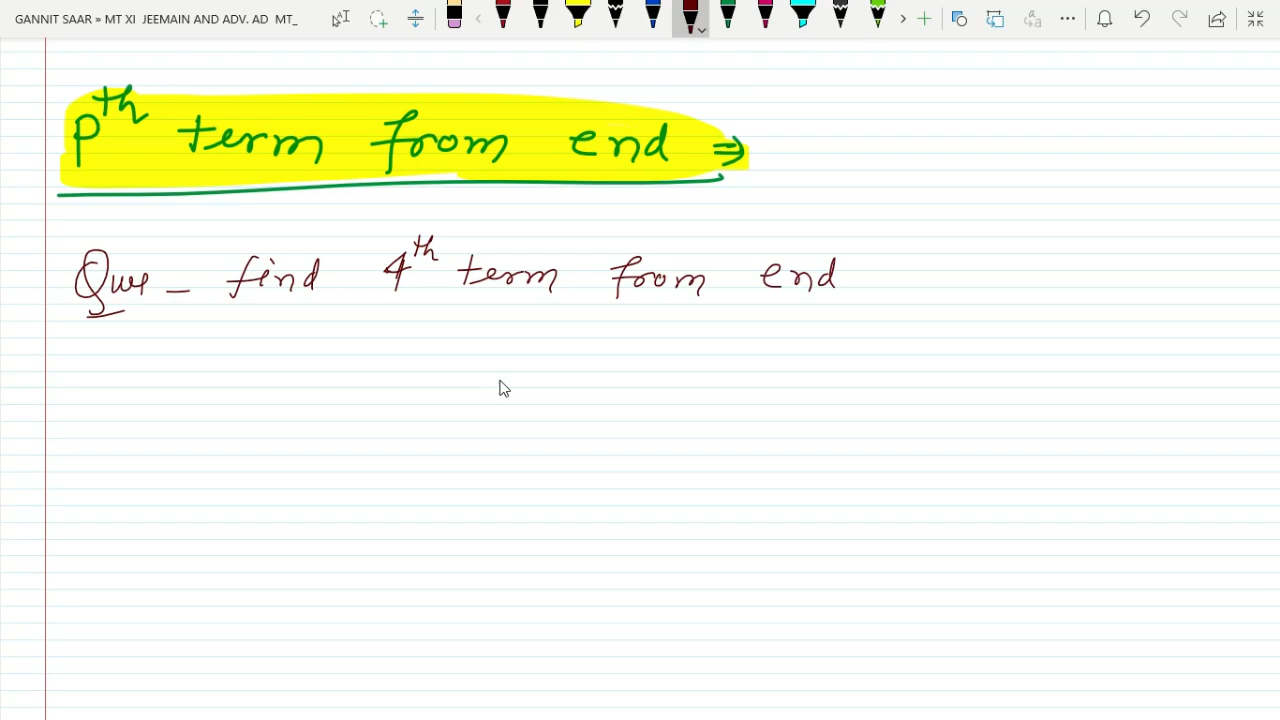 GANNIT SAAR » MT XI JEEMAIN AND ADV. AD MT_
Pth term from end ⇒
Que - find 4th term from end